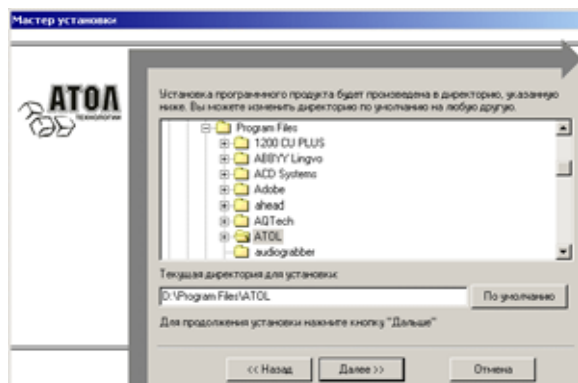 Мастер установки
АТОЛ
ТЕХНОЛОГИИ
Установка программного продукта будет произведена в директорию, указанную
ниже. Вы можете изменить директорию по умолчанию на любую другую.
Program Files
1200 CU PLUS
ABBYY Lingvo
ACD Systems
Adobe
ahead
AQTech
ATOL
audiograbber
Текущая директория для установки:
D:\Program Files\ATOL
По умолчанию
Для продолжения установки нажмите кнопку "Дальше"
<< Назад
Далее >>
Отмена